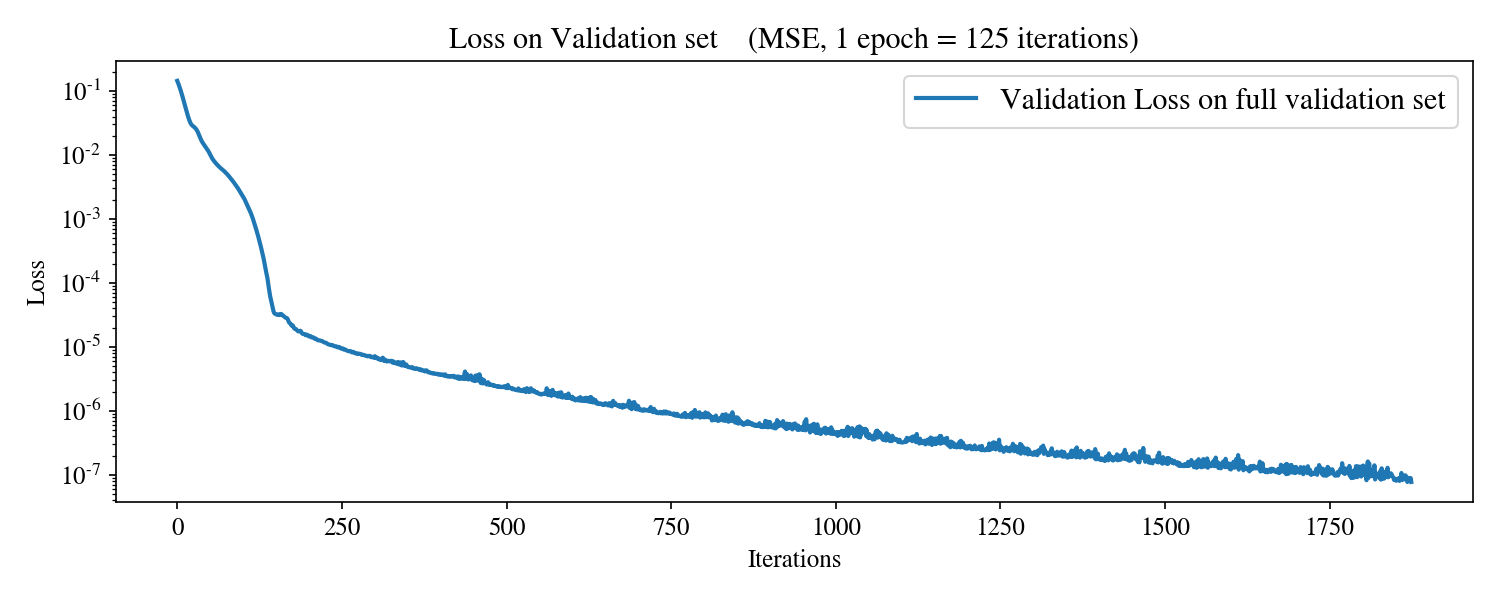 Loss on Validation set (MSE, 1 epoch = 125 iterations)
Validation Loss on full validation set
Loss
10^-1
10^-2
10^-3
10^-4
10^-5
10^-6
10^-7
0 250 500 750 1000 1250 1500 1750
Iterations